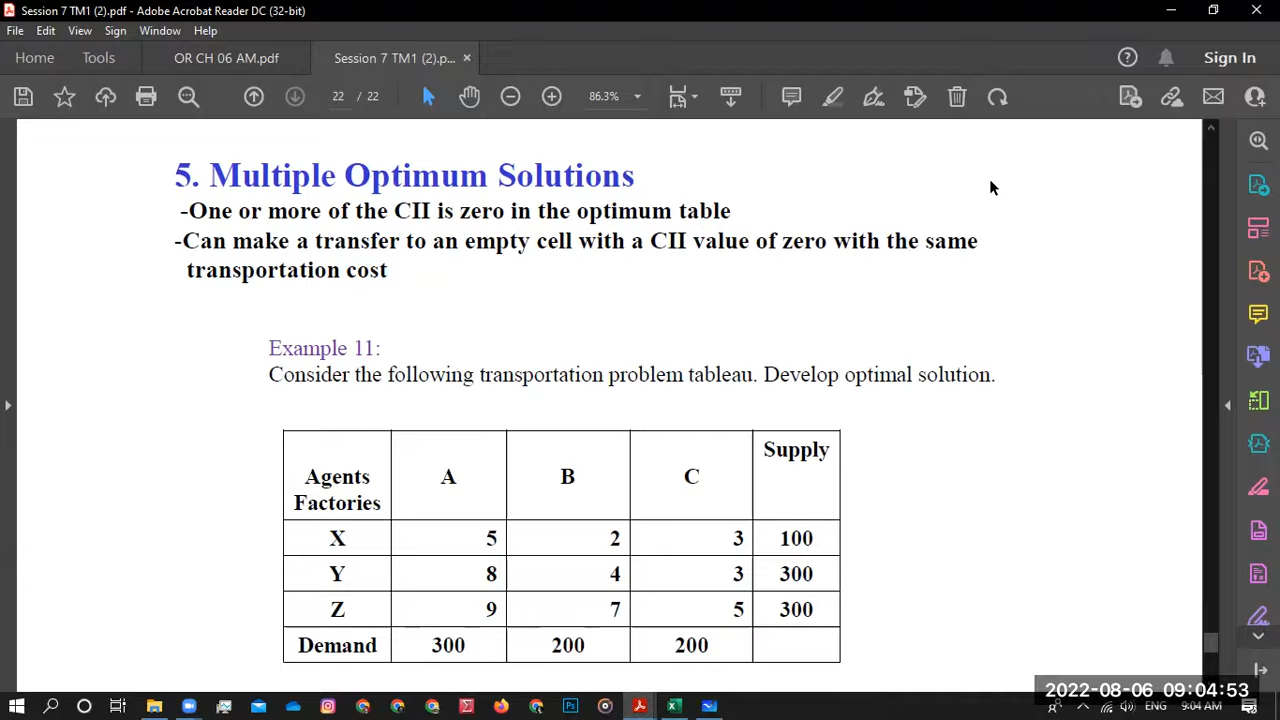 Session 7 TM1 (2).pdf - Adobe Acrobat Reader DC (32-bit)
File Edit View Sign Window Help
Home Tools OR CH 06 AM.pdf Session 7 TM1 (2).p... × Sign In
22 / 22 86.3%
5. Multiple Optimum Solutions
-One or more of the CII is zero in the optimum table
-Can make a transfer to an empty cell with a CII value of zero with the same
transportation cost
Example 11:
Consider the following transportation problem tableau. Develop optimal solution.
Agents
Factories A B C Supply
X 5 2 3 100
Y 8 4 3 300
Z 9 7 5 300
Demand 300 200 200
2022-08-06 09:04:53
ENG 9:04 AM